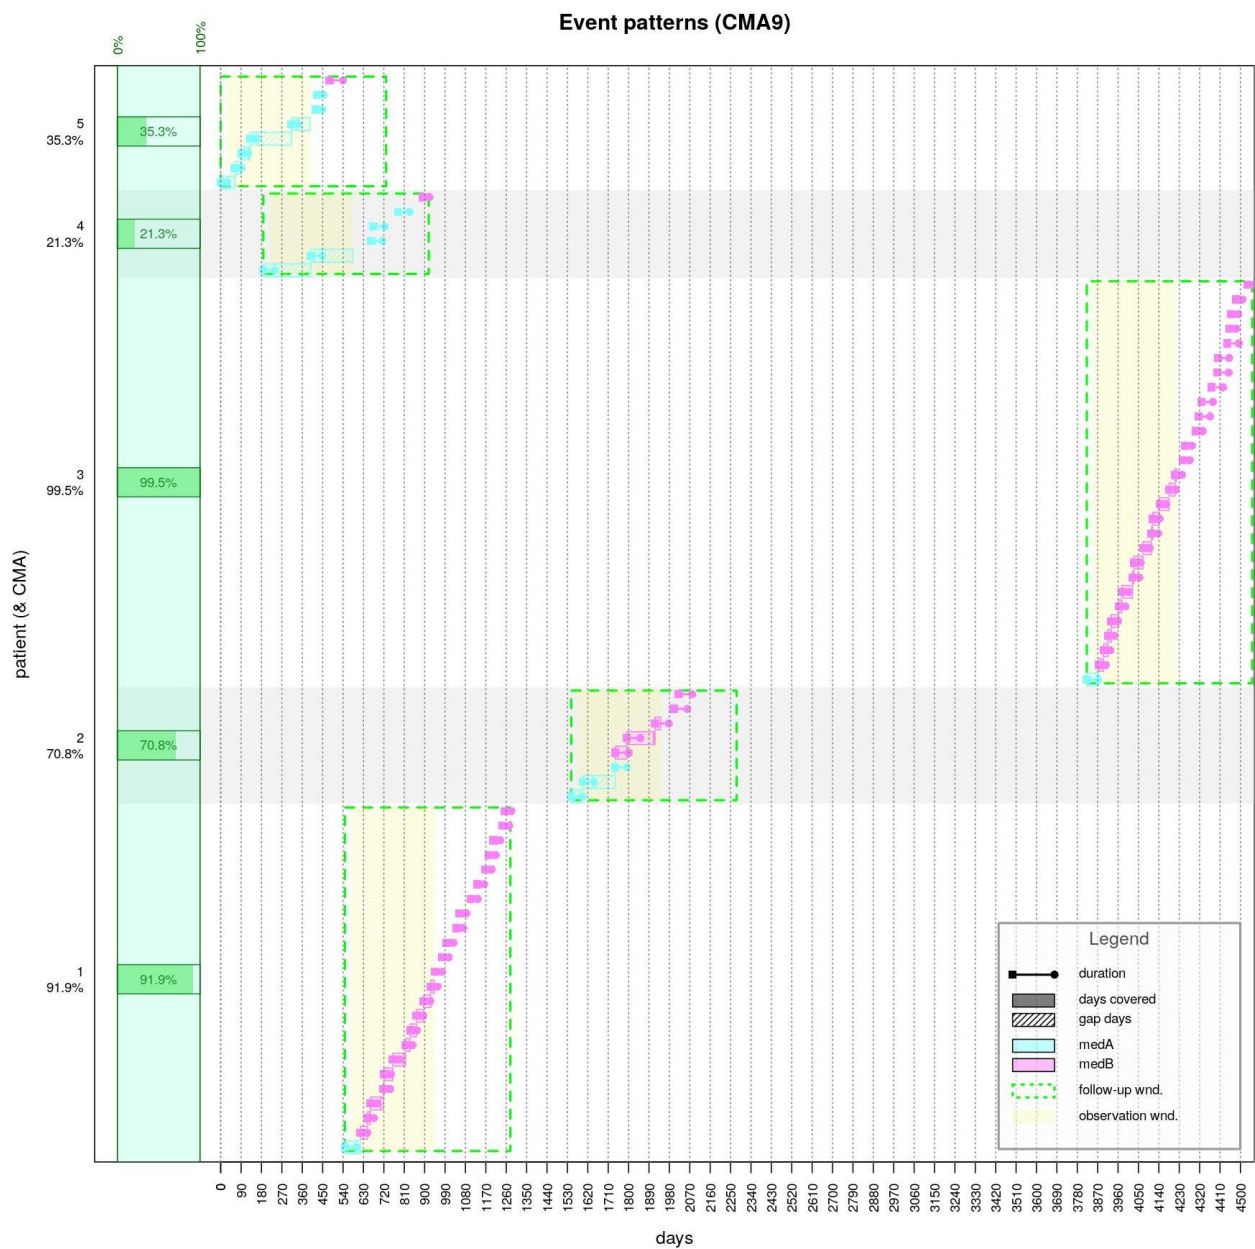 Event patterns (CMA9)
0%
100%
5
35.3%
35.3%
4
21.3%
21.3%
3
99.5%
99.5%
2
70.8%
70.8%
1
91.9%
91.9%
patient (& CMA)
Legend
duration
days covered
gap days
medA
medB
follow-up wnd.
observation wnd.
0 90 180 270 360 450 540 630 720 810 900 990 1080 1170 1260 1350 1440 1530 1620 1710 1800 1890 1980 2070 2160 2250 2340 2430 2520 2610 2700 2790 2880 2970 3060 3150 3240 3330 3420 3510 3600 3690 3780 3870 3960 4050 4140 4230 4320 4410 4500
days